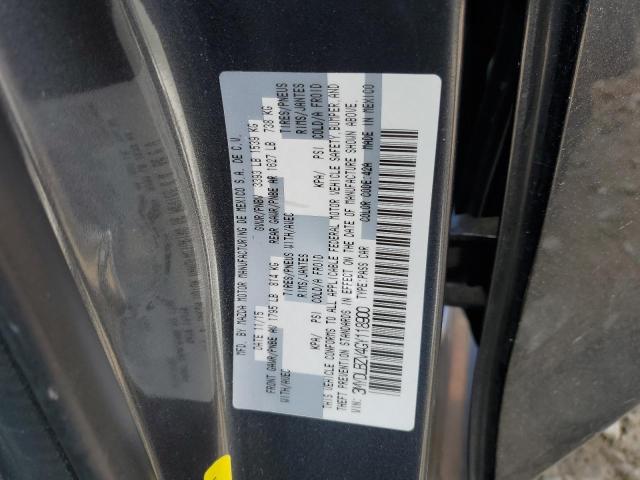 MFD. BY MAZDA MOTOR MANUFACTURING DE MEXICO S.A. DE C.V.
DATE 11/15 GVWR/PNBV 3393 LB 1539 KG
FRONT GAWR/PNBE AV 1795 LB 814 KG REAR GAWR/PNBE AR 1627 LB 738 KG
WITH/AVEC TIRES/PNEUS WITH/AVEC TIRES/PNEUS
RIMS/JANTES RIMS/JANTES
KPA/ PSI COLD/A FROID KPA/ PSI COLD/A FROID
THIS VEHICLE CONFORMS TO ALL APPLICABLE FEDERAL MOTOR VEHICLE SAFETY, BUMPER, AND
THEFT PREVENTION STANDARDS IN EFFECT ON THE DATE OF MANUFACTURE SHOWN ABOVE.
VIN: 3MYDLBZV4GY118900 TYPE:PASS CAR COLOR CODE:42A MADE IN MEXICO